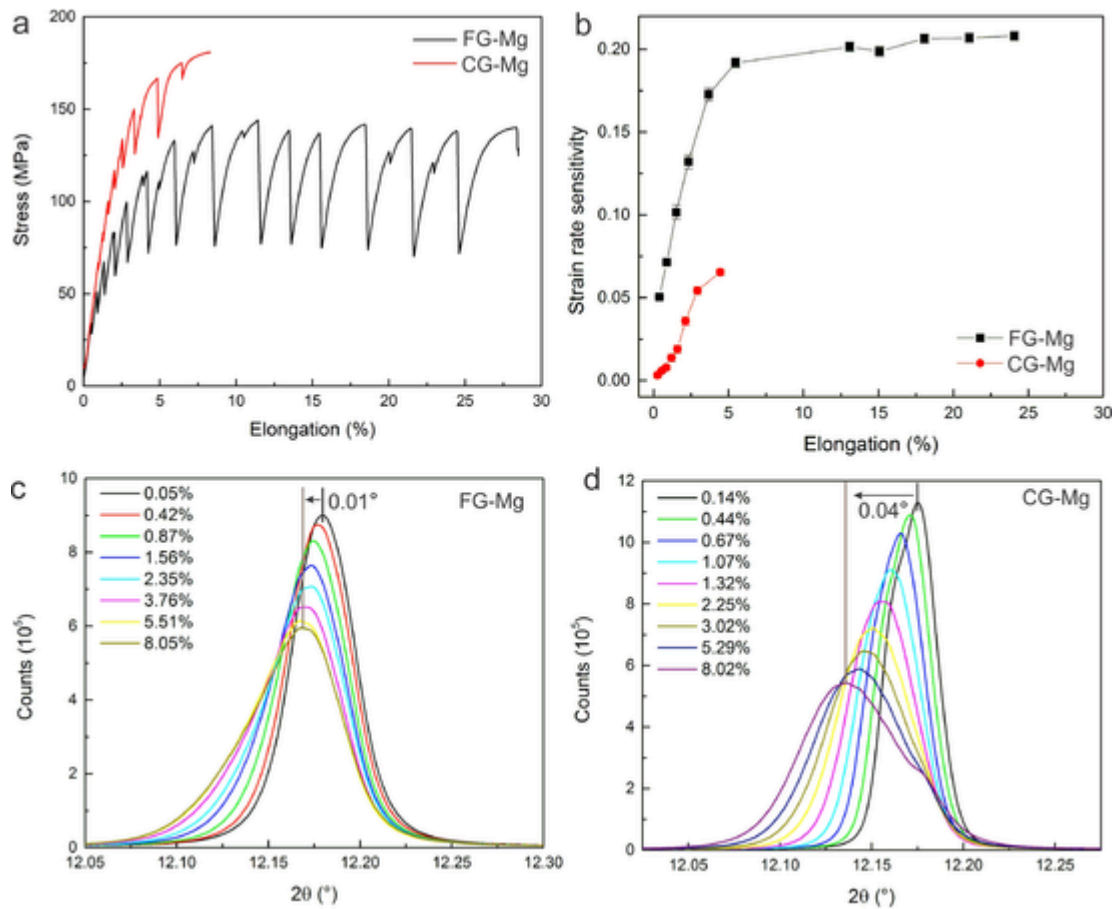 a
200
150
100
50
0
Stress (MPa)
FG-Mg
CG-Mg
0 5 10 15 20 25 30
Elongation (%)
b
0.20
0.15
0.10
0.05
0.00
Strain rate sensitivity
FG-Mg
CG-Mg
0 5 10 15 20 25 30
Elongation (%)
c
10
8
6
4
2
0
Counts (10⁵)
0.05%
0.42%
0.87%
1.56%
2.35%
3.76%
5.51%
8.05%
0.01°
FG-Mg
12.05 12.10 12.15 12.20 12.25 12.30
2θ (°)
d
12
10
8
6
4
2
0
Counts (10⁵)
0.14%
0.44%
0.67%
1.07%
1.32%
2.25%
3.02%
5.29%
8.02%
0.04°
CG-Mg
12.05 12.10 12.15 12.20 12.25
2θ (°)